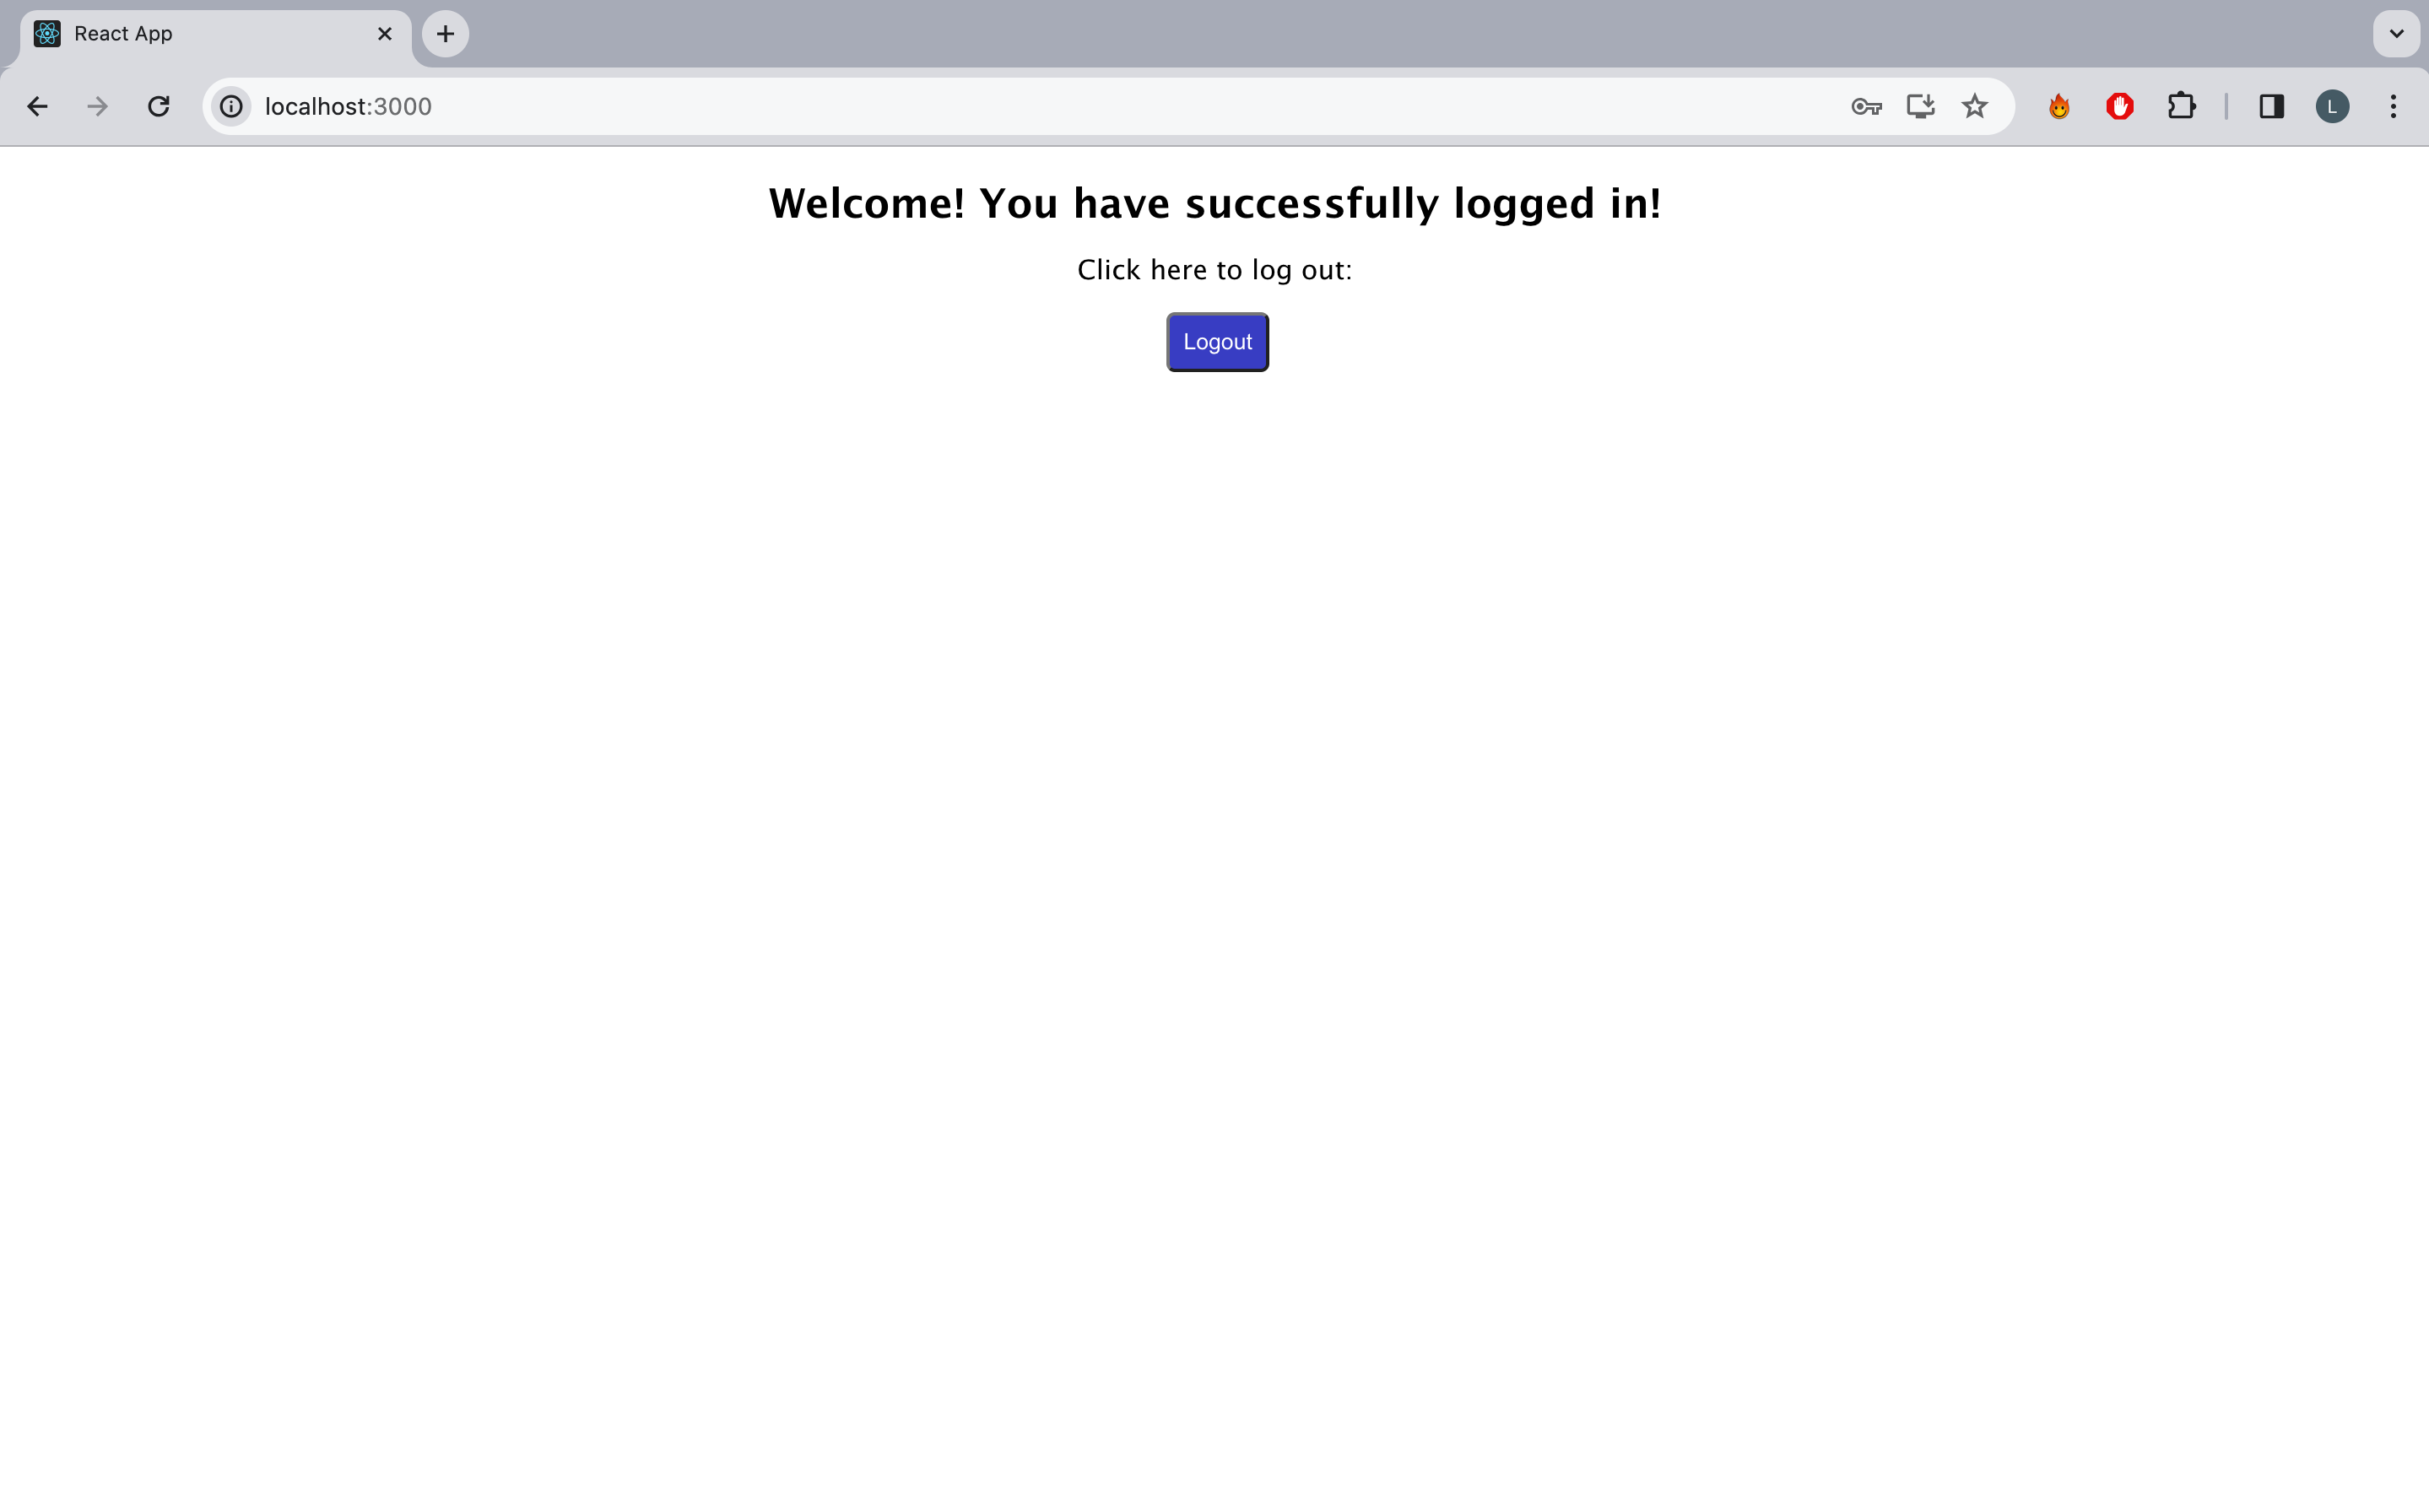 React App
localhost:3000
L
Welcome! You have successfully logged in!
Click here to log out:
Logout